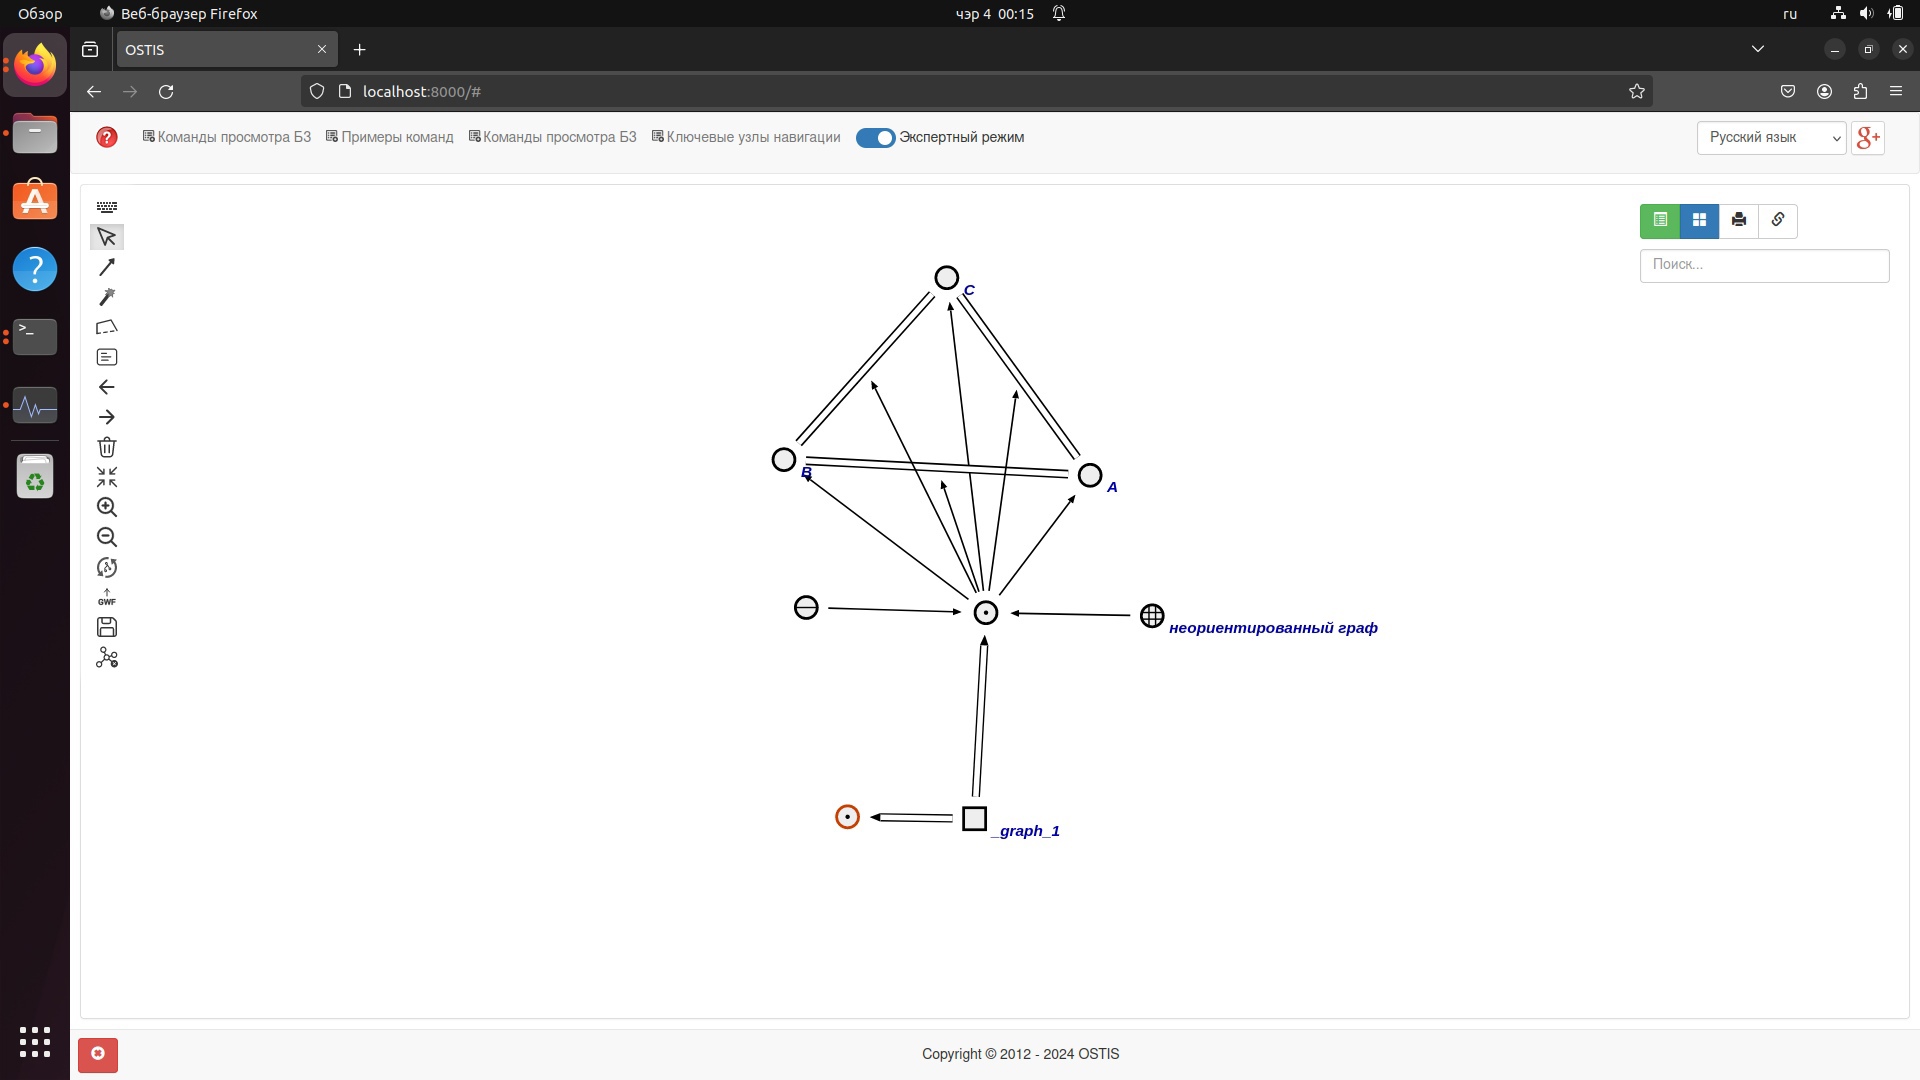 Обзор
Веб-браузер Firefox
чэр 4 00:15
ru
OSTIS
localhost:8000/#
Команды просмотра БЗ
Примеры команд
Команды просмотра БЗ
Ключевые узлы навигации
Экспертный режим
Русский язык
g+
Поиск...
C
B
A
неориентированный граф
GWF
_graph_1
Copyright © 2012 - 2024 OSTIS